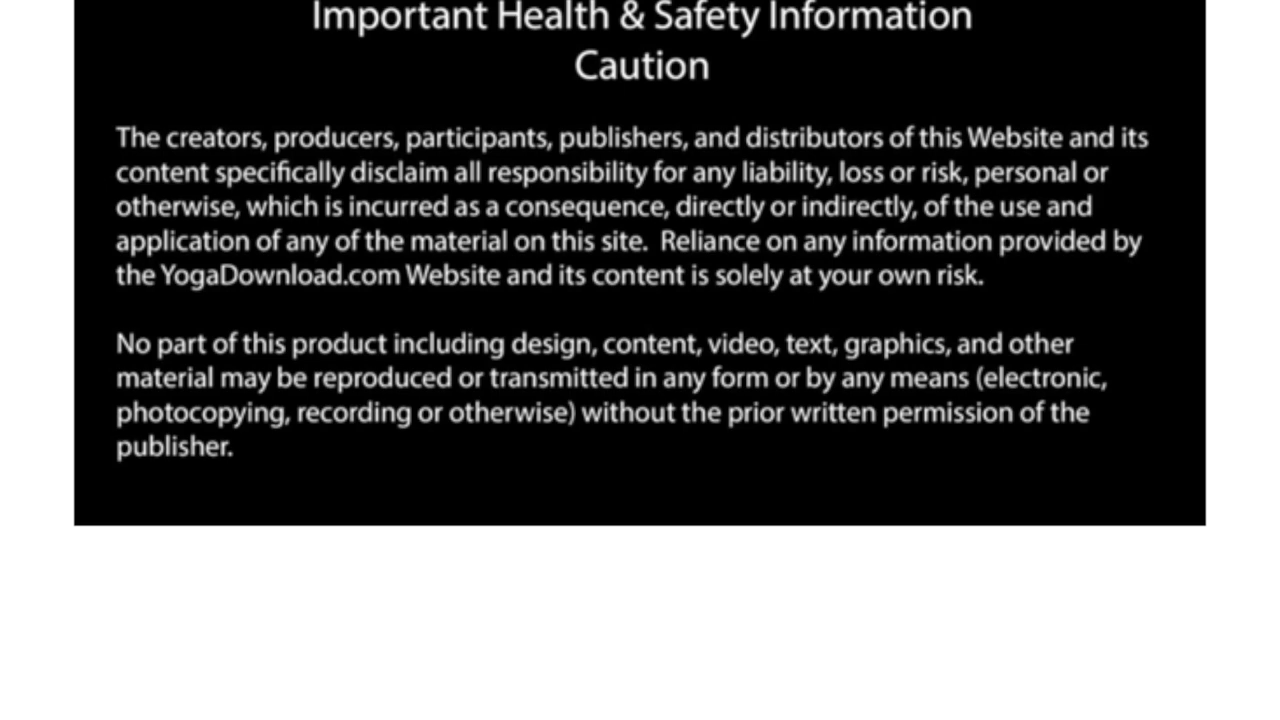 Important Health & Safety Information
Caution
The creators, producers, participants, publishers, and distributors of this Website and its
content specifically disclaim all responsibility for any liability, loss or risk, personal or
otherwise, which is incurred as a consequence, directly or indirectly, of the use and
application of any of the material on this site.  Reliance on any information provided by
the YogaDownload.com Website and its content is solely at your own risk.
No part of this product including design, content, video, text, graphics, and other
material may be reproduced or transmitted in any form or by any means (electronic,
photocopying, recording or otherwise) without the prior written permission of the
publisher.